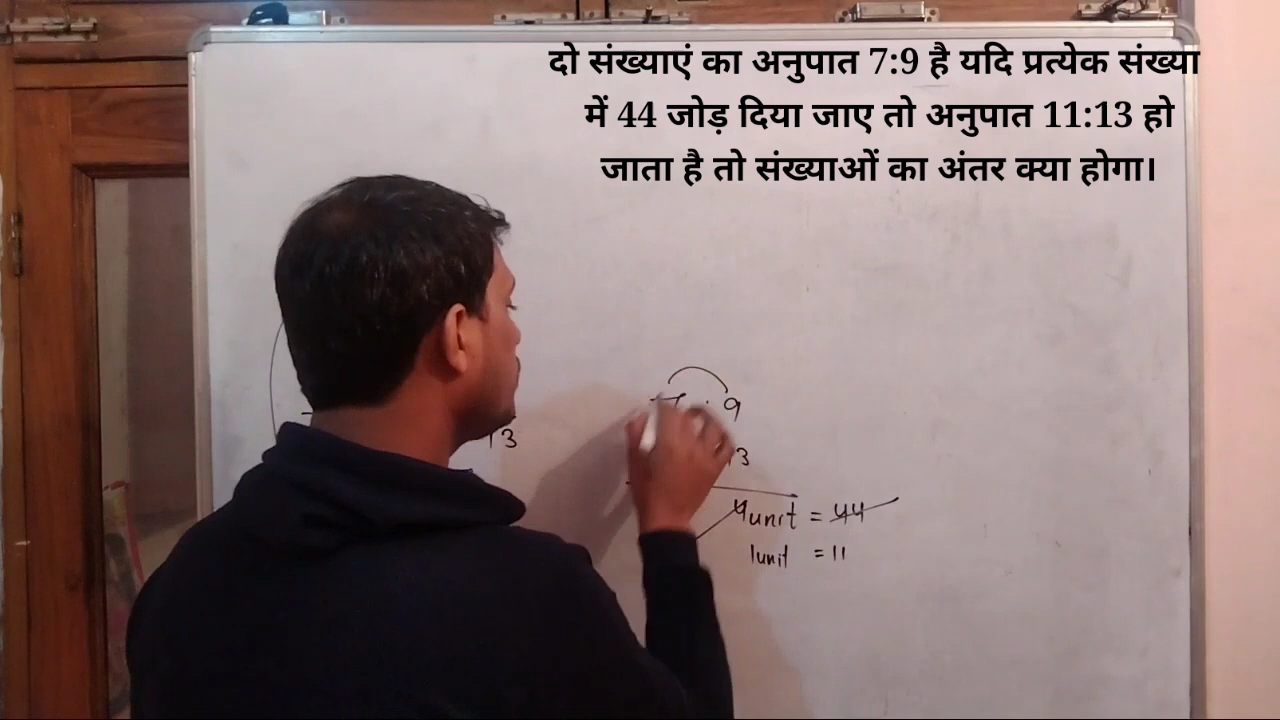 दो संख्याएं का अनुपात 7:9 है यदि प्रत्येक संख्या
में 44 जोड़ दिया जाए तो अनुपात 11:13 हो
जाता है तो संख्याओं का अंतर क्या होगा।
9
13
13
4unit = 44
1unit = 11